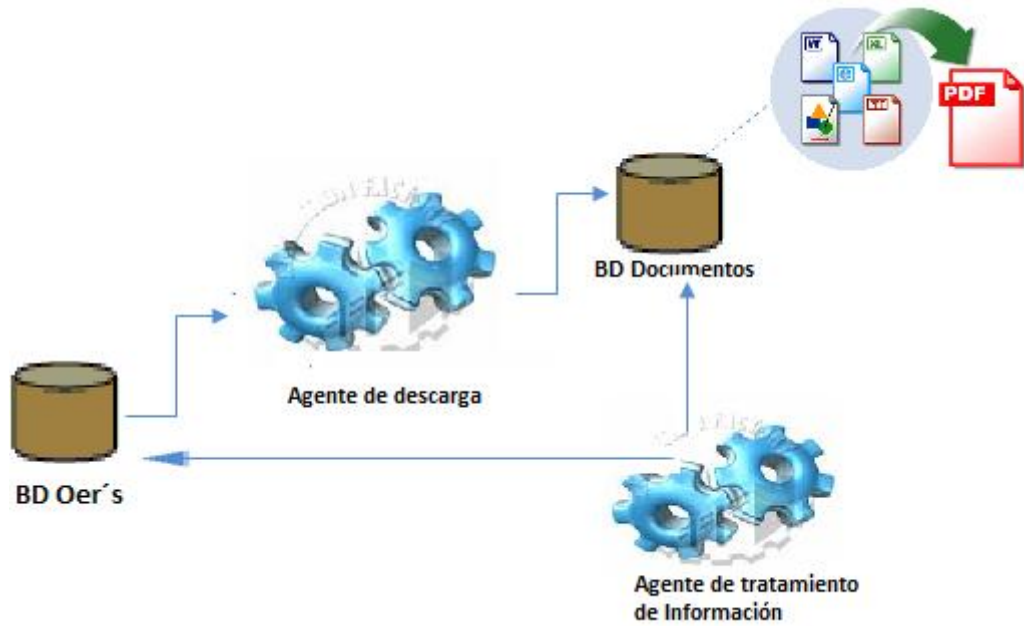 PDF
BD Documentos
Agente de descarga
BD Oer´s
Agente de tratamiento
de Información